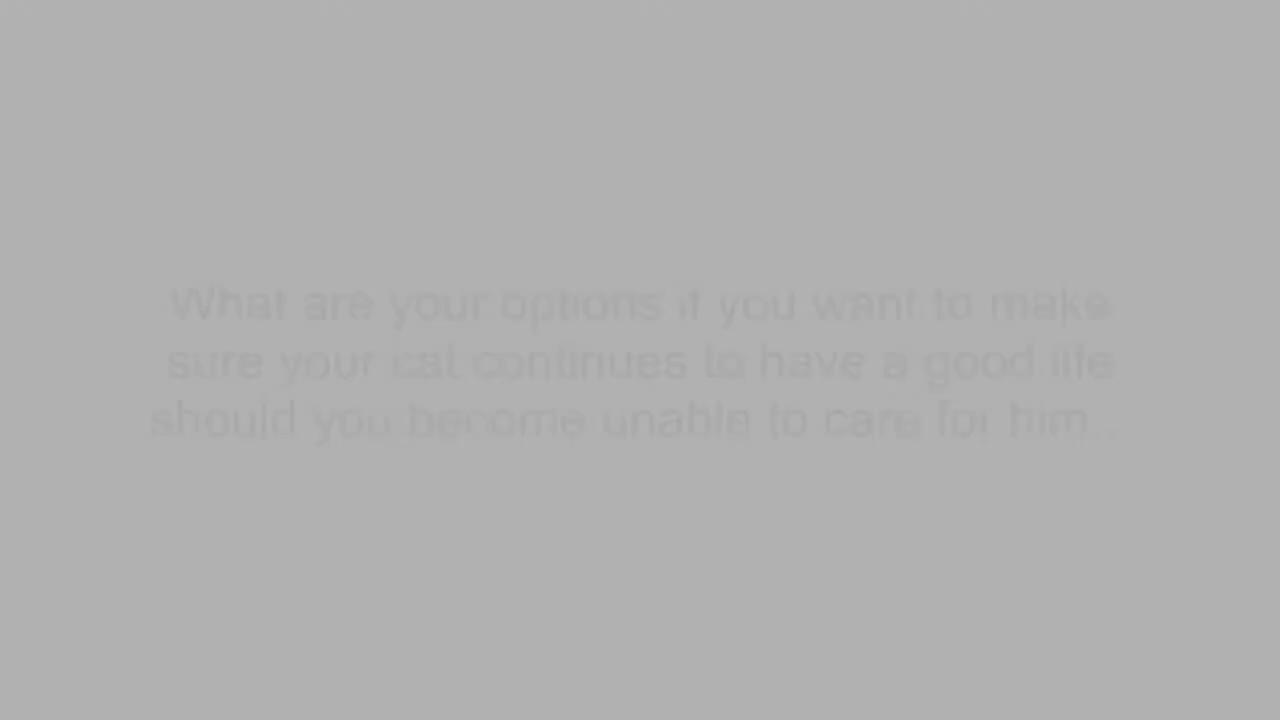 What are your options if you want to make
sure your cat continues to have a good life
should you become unable to care for him..